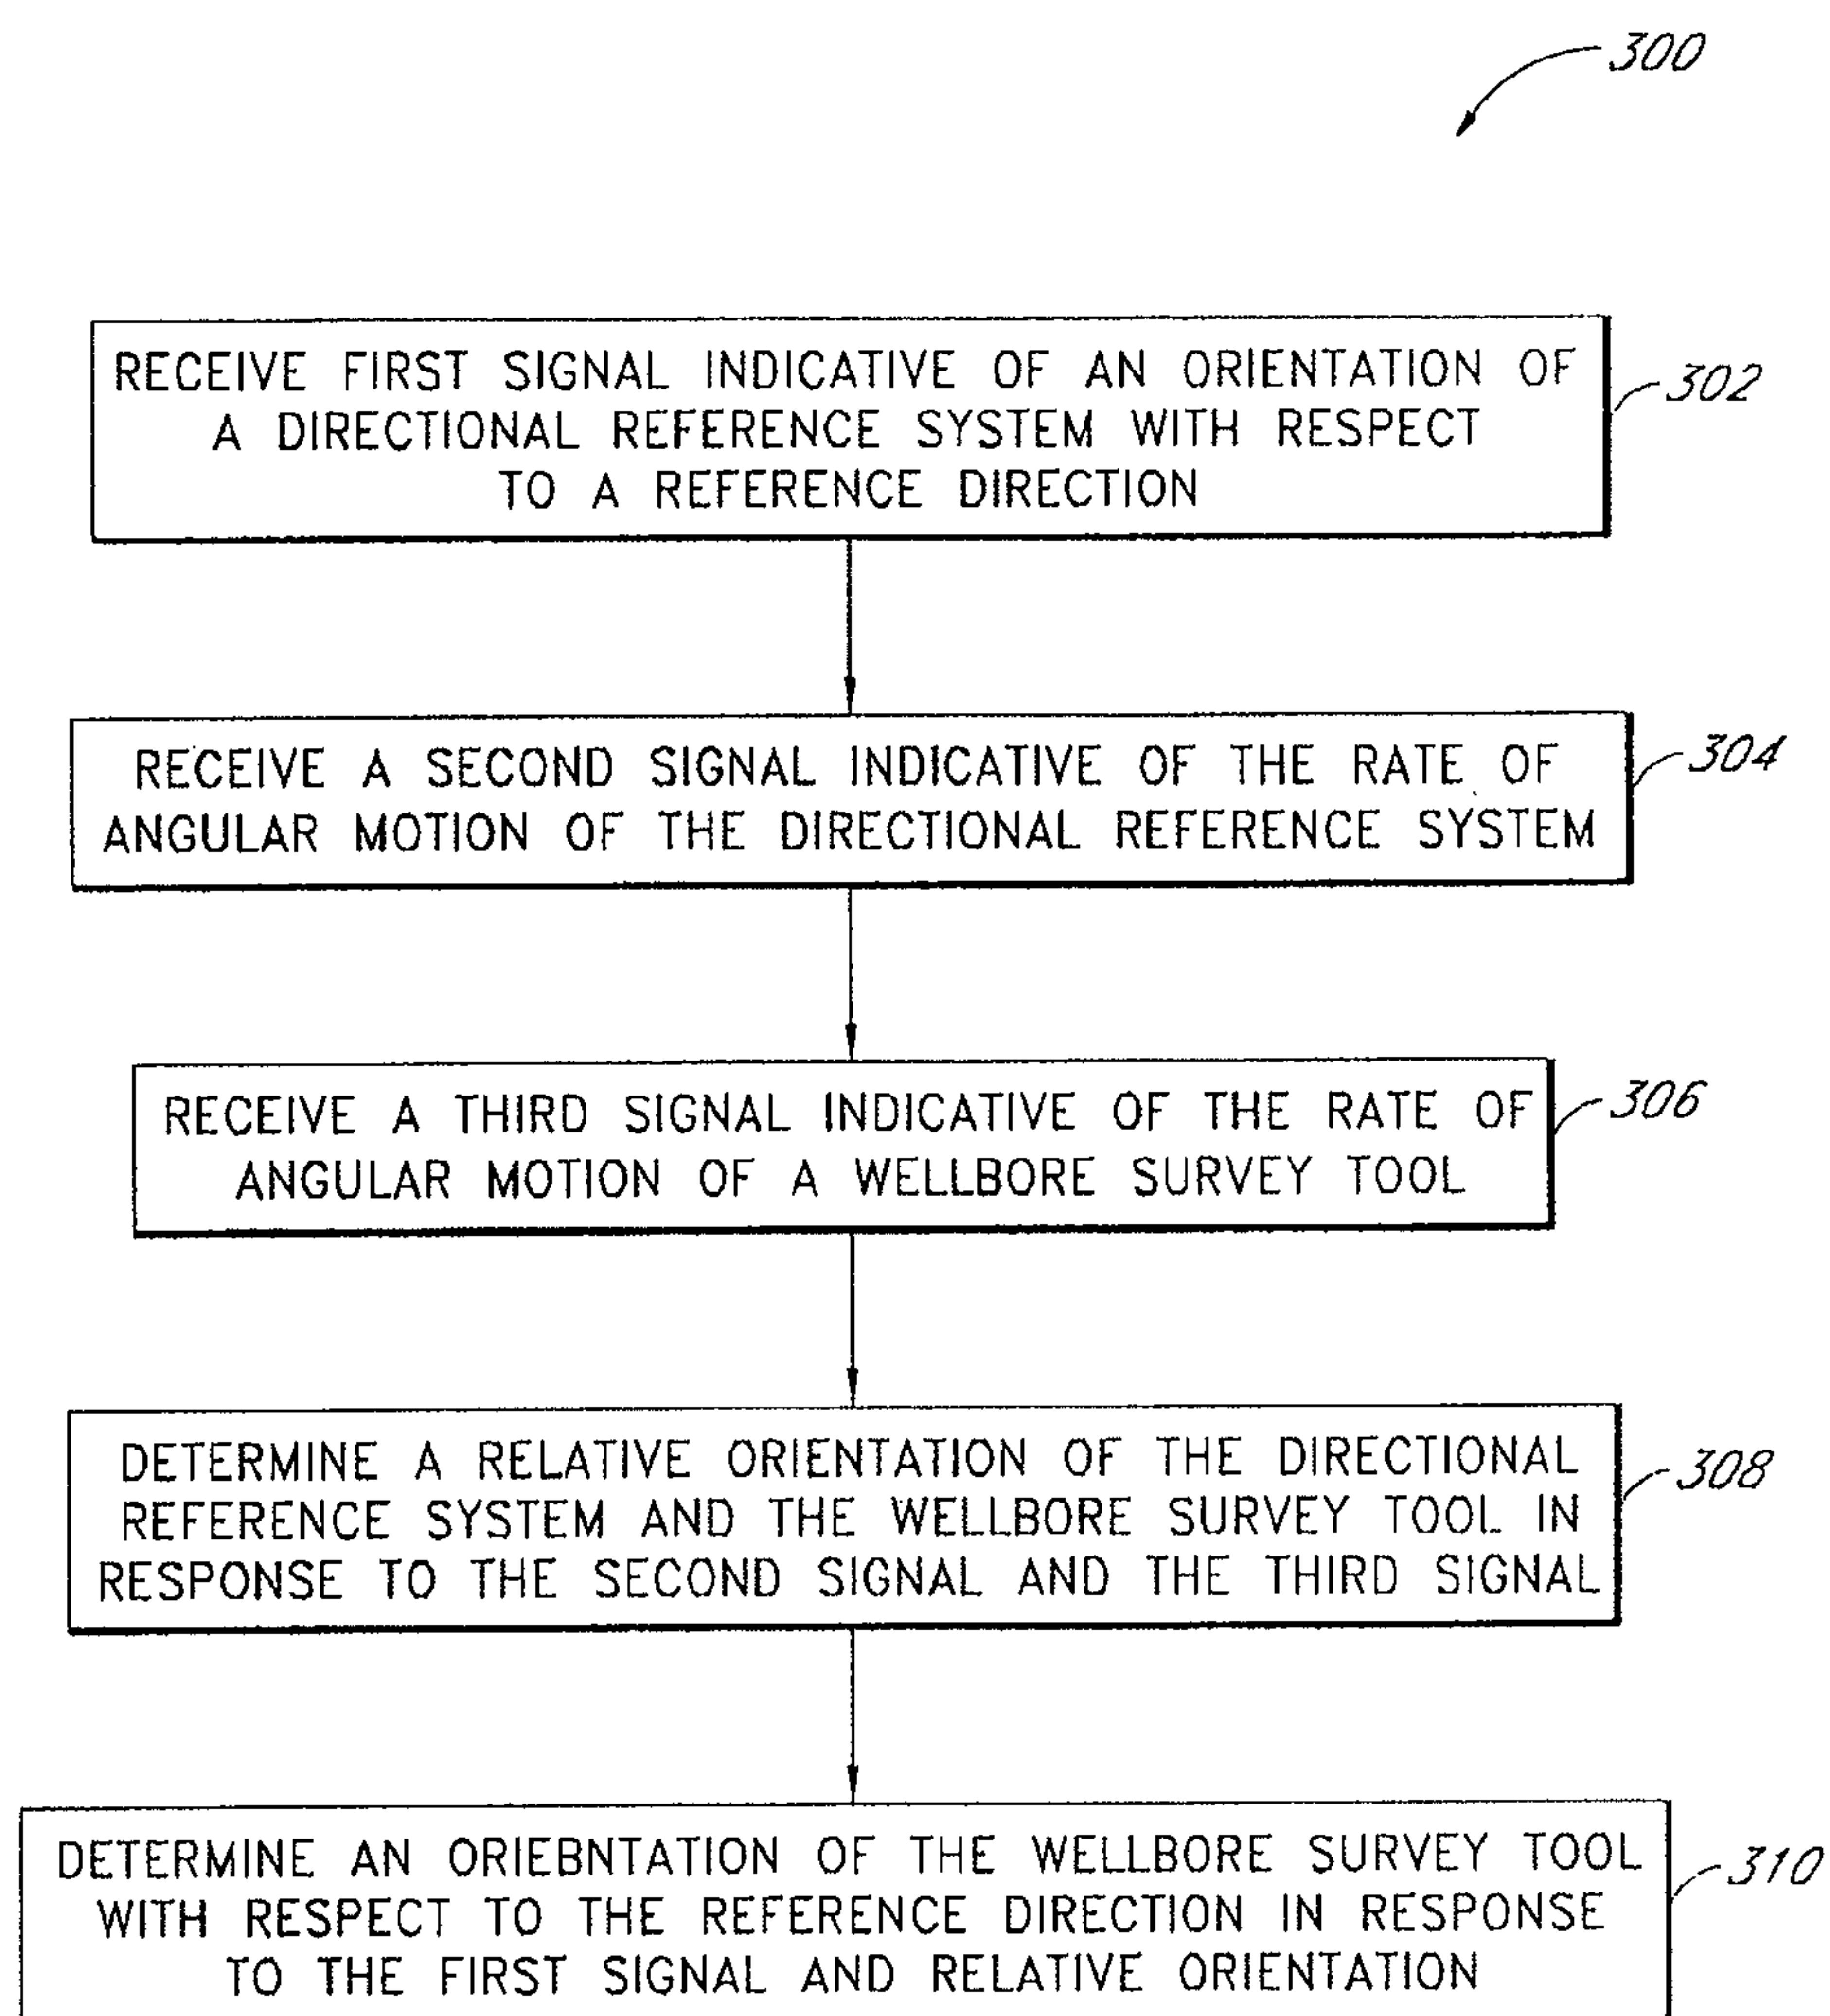 300
RECEIVE FIRST SIGNAL INDICATIVE OF AN ORIENTATION OF
A DIRECTIONAL REFERENCE SYSTEM WITH RESPECT
TO A REFERENCE DIRECTION
302
RECEIVE A SECOND SIGNAL INDICATIVE OF THE RATE OF
ANGULAR MOTION OF THE DIRECTIONAL REFERENCE SYSTEM
304
RECEIVE A THIRD SIGNAL INDICATIVE OF THE RATE OF
ANGULAR MOTION OF A WELLBORE SURVEY TOOL
306
DETERMINE A RELATIVE ORIENTATION OF THE DIRECTIONAL
REFERENCE SYSTEM AND THE WELLBORE SURVEY TOOL IN
RESPONSE TO THE SECOND SIGNAL AND THE THIRD SIGNAL
308
DETERMINE AN ORIEBNTATION OF THE WELLBORE SURVEY TOOL
WITH RESPECT TO THE REFERENCE DIRECTION IN RESPONSE
TO THE FIRST SIGNAL AND RELATIVE ORIENTATION
310